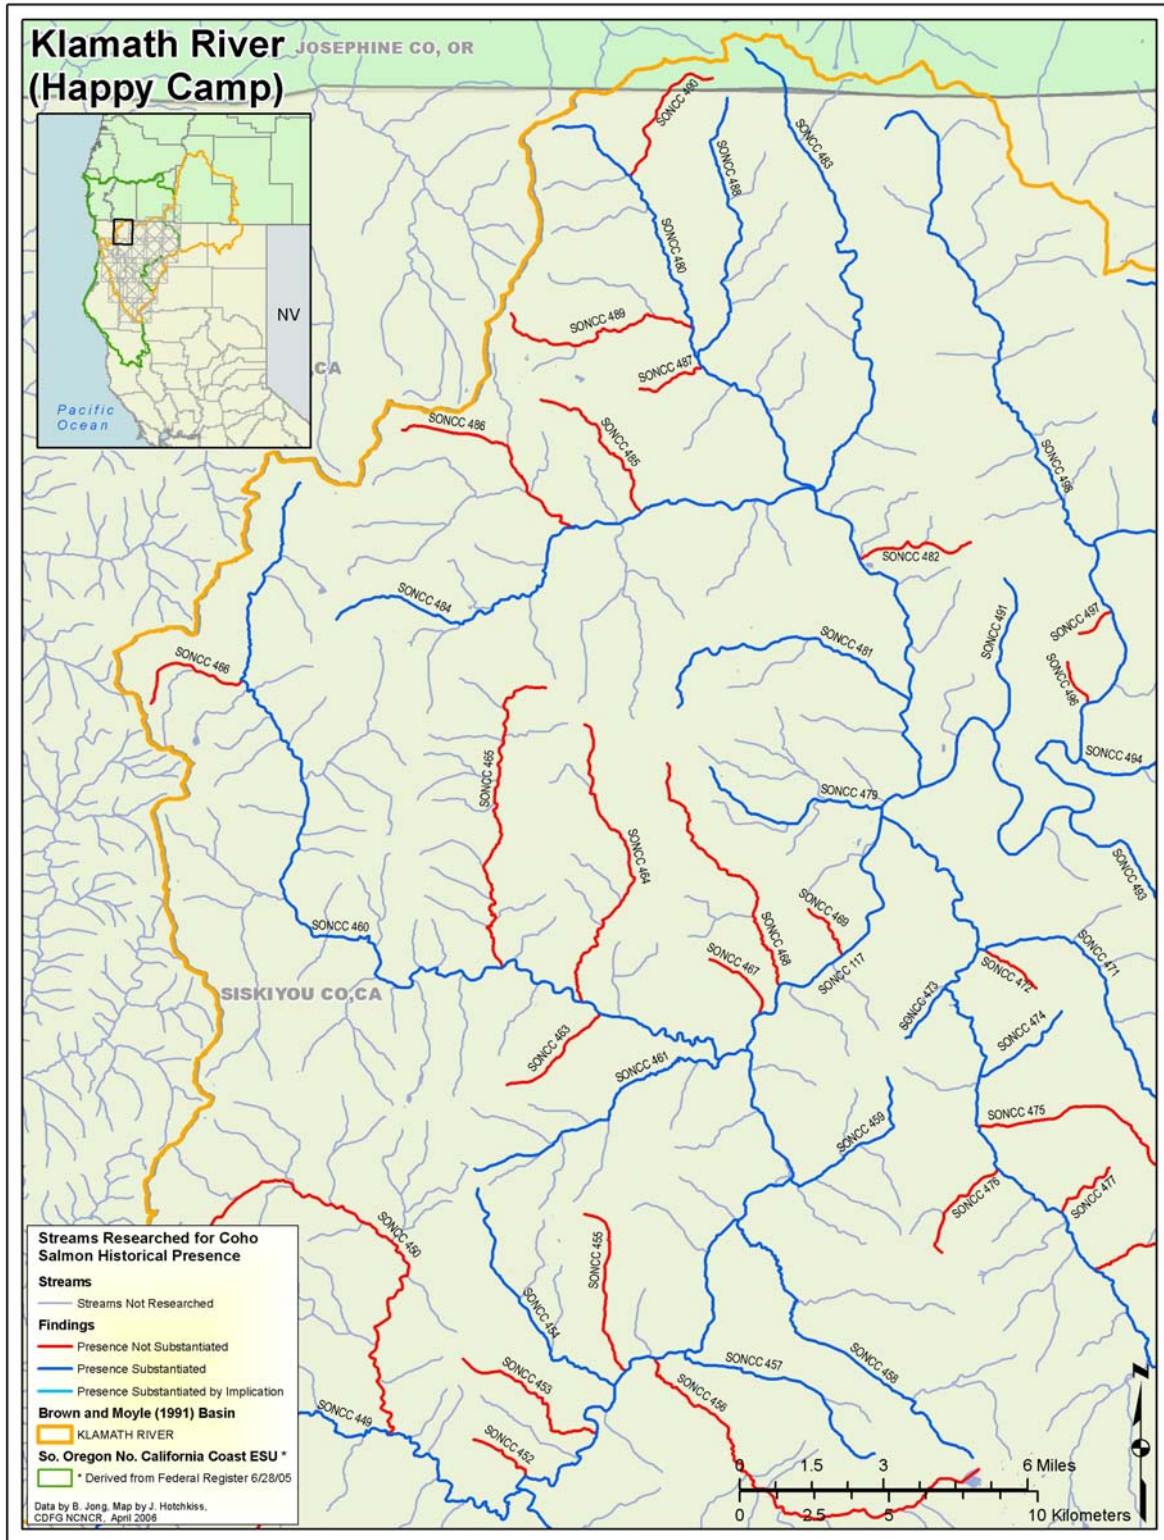 Klamath River
(Happy Camp)
JOSEPHINE CO, OR
NV
,CA
Pacific
Ocean
SONCC 490
SONCC 488
SONCC 483
SONCC 480
SONCC 489
SONCC 487
SONCC 486
SONCC 485
SONCC 498
SONCC 482
SONCC 484
SONCC 491
SONCC 497
SONCC 481
SONCC 466
SONCC 496
SONCC 494
SONCC 465
SONCC 479
SONCC 464
SONCC 493
SONCC 469
SONCC 460
SONCC 468
SONCC 467
SONCC 117
SONCC 471
SONCC 472
SONCC 473
SISKIYOU CO,CA
SONCC 474
SONCC 463
SONCC 461
SONCC 459
SONCC 475
SONCC 476
SONCC 477
SONCC 450
SONCC 455
SONCC 454
SONCC 457
SONCC 458
SONCC 453
SONCC 456
SONCC 449
SONCC 452
Streams Researched for Coho
Salmon Historical Presence
Streams
Streams Not Researched
Findings
Presence Not Substantiated
Presence Substantiated
Presence Substantiated by Implication
Brown and Moyle (1991) Basin
KLAMATH RIVER
So. Oregon No. California Coast ESU *
* Derived from Federal Register 6/28/05
Data by B. Jong, Map by J. Hotchkiss,
CDFG NCNCR, April 2006
N
0 1.5 3 6 Miles
0 2.5 5 10 Kilometers